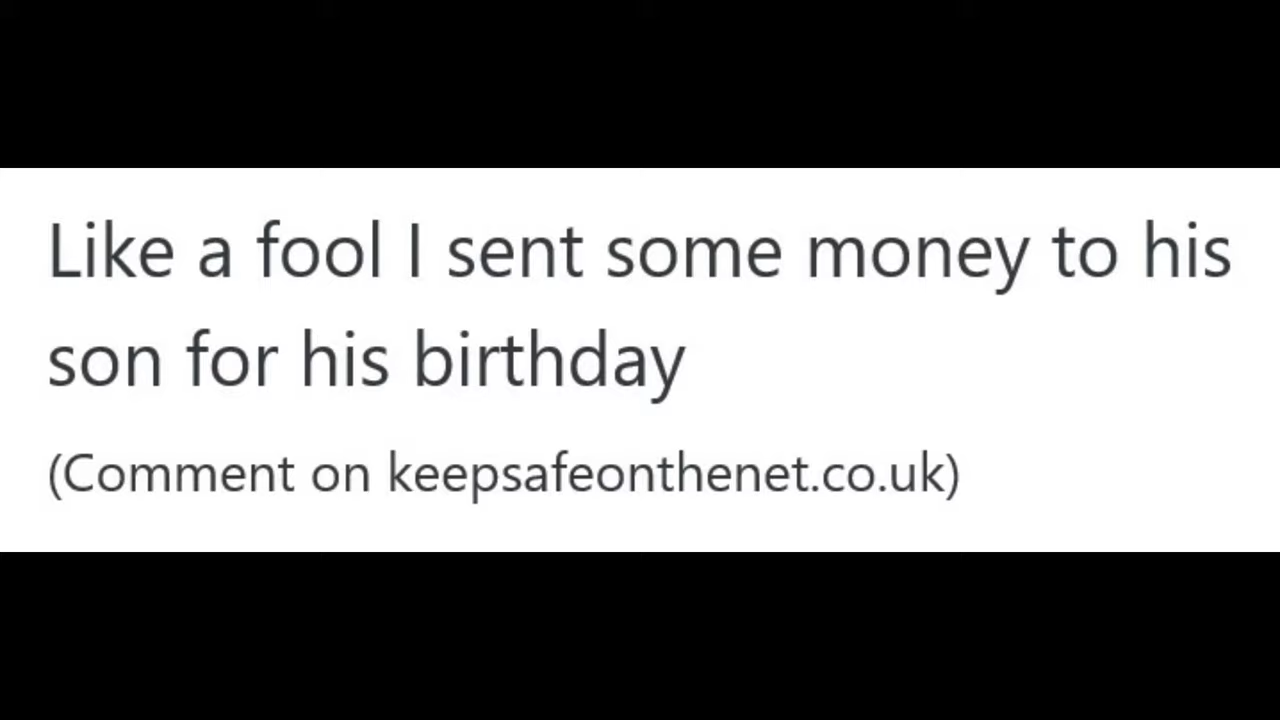 Like a fool I sent some money to his
son for his birthday
(Comment on keepsafeonthenet.co.uk)